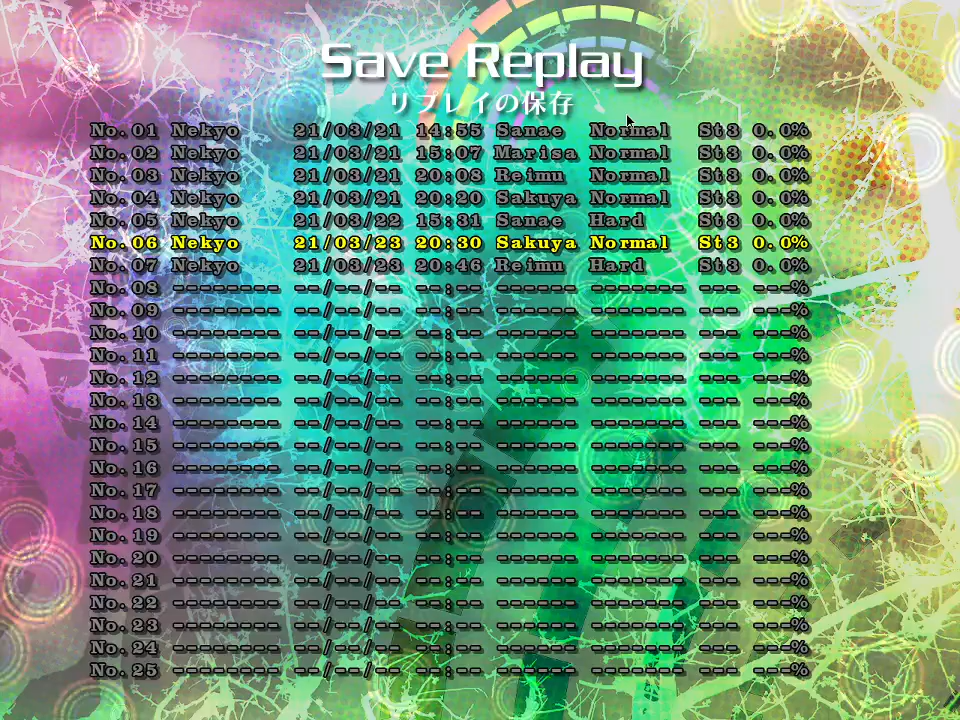 Save Replay
リプレイの保存
No.01 Nekyo 21/03/21 14:55 Sanae Normal St3 0.0%
No.02 Nekyo 21/03/21 15:07 Marisa Normal St3 0.0%
No.03 Nekyo 21/03/21 20:08 Reimu Normal St3 0.0%
No.04 Nekyo 21/03/21 20:20 Sakuya Normal St3 0.0%
No.05 Nekyo 21/03/22 15:31 Sanae Hard St3 0.0%
No.06 Nekyo 21/03/23 20:30 Sakuya Normal St3 0.0%
No.07 Nekyo 21/03/23 20:46 Reimu Hard St3 0.0%
No.08 -------- --/--/-- --:-- ------ ------- --- ---%
No.09 -------- --/--/-- --:-- ------ ------- --- ---%
No.10 -------- --/--/-- --:-- ------ ------- --- ---%
No.11 -------- --/--/-- --:-- ------ ------- --- ---%
No.12 -------- --/--/-- --:-- ------ ------- --- ---%
No.13 -------- --/--/-- --:-- ------ ------- --- ---%
No.14 -------- --/--/-- --:-- ------ ------- --- ---%
No.15 -------- --/--/-- --:-- ------ ------- --- ---%
No.16 -------- --/--/-- --:-- ------ ------- --- ---%
No.17 -------- --/--/-- --:-- ------ ------- --- ---%
No.18 -------- --/--/-- --:-- ------ ------- --- ---%
No.19 -------- --/--/-- --:-- ------ ------- --- ---%
No.20 -------- --/--/-- --:-- ------ ------- --- ---%
No.21 -------- --/--/-- --:-- ------ ------- --- ---%
No.22 -------- --/--/-- --:-- ------ ------- --- ---%
No.23 -------- --/--/-- --:-- ------ ------- --- ---%
No.24 -------- --/--/-- --:-- ------ ------- --- ---%
No.25 -------- --/--/-- --:-- ------ ------- --- ---%